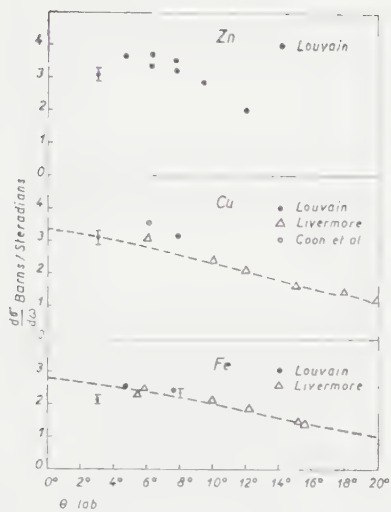 Zn
• Louvain
4
3
2
1
0
Cu
• Louvain
△ Livermore
○ Coon et al
4
3
2
1
0
dσ/dω Barns/Steradians
Fe
• Louvain
△ Livermore
4
3
2
1
0
0° 2° 4° 6° 8° 10° 12° 14° 16° 18° 20°
θ lab